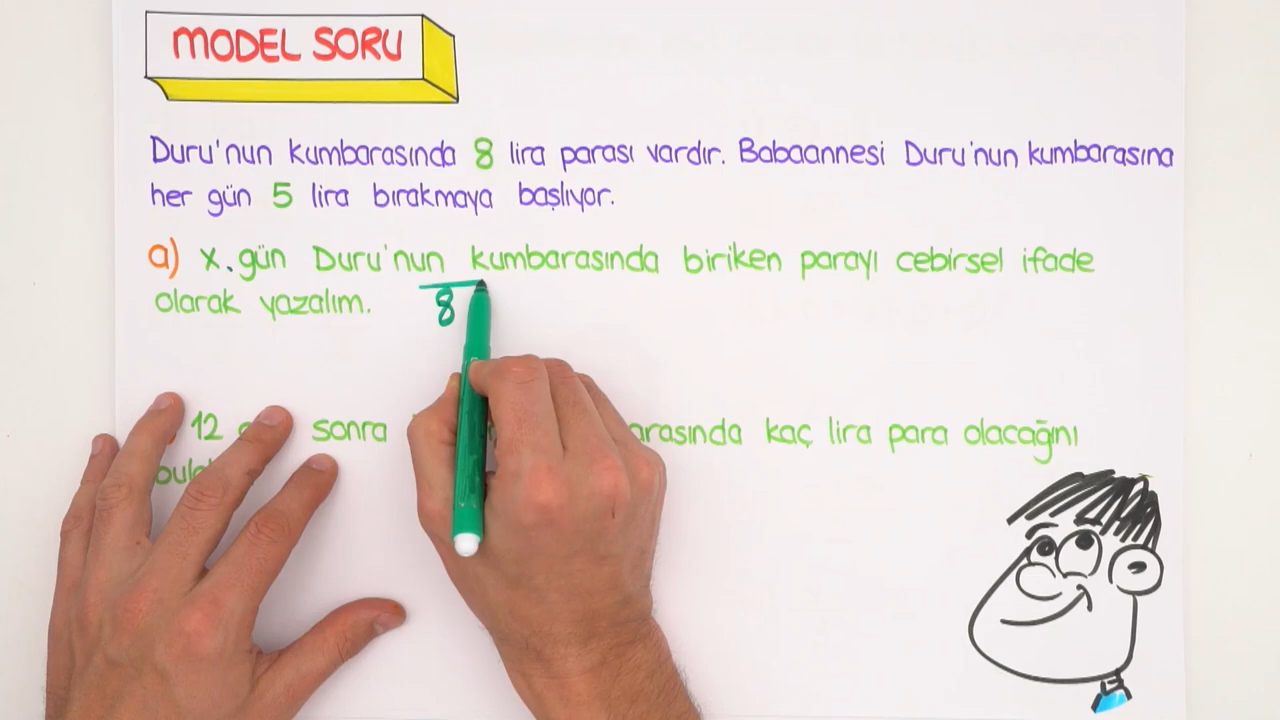 MODEL SORU
Duru'nun kumbarasında 8 lira parası vardır. Babaannesi Duru'nun kumbarasına
her gün 5 lira bırakmaya başlıyor.
a) x. gün Duru'nun kumbarasında biriken parayı cebirsel ifade
olarak yazalım.
8
12 sonra kaç lira para olacağını